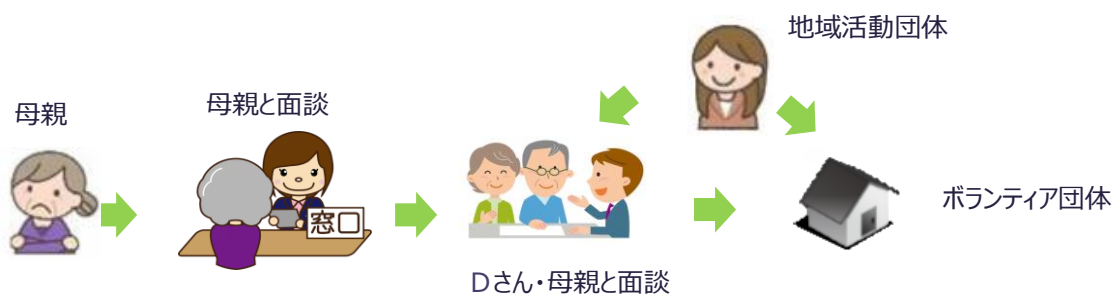 地域活動団体
母親
母親と面談
窓口
ボランティア団体
Dさん・母親と面談